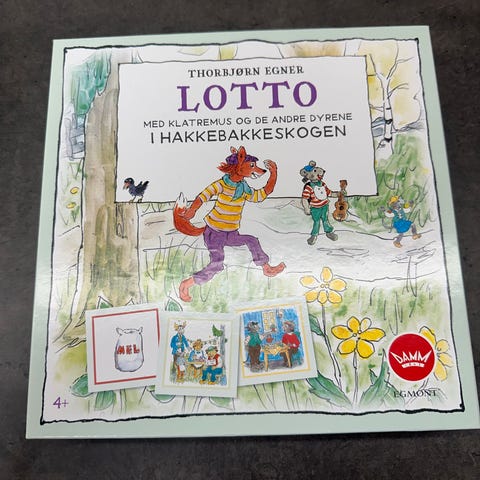 THORBJØRN EGNER
LOTTO
MED KLATREMUS OG DE ANDRE DYRENE
I HAKKEBAKKESKOGEN
MEL
4+
DAMM
EGMONT